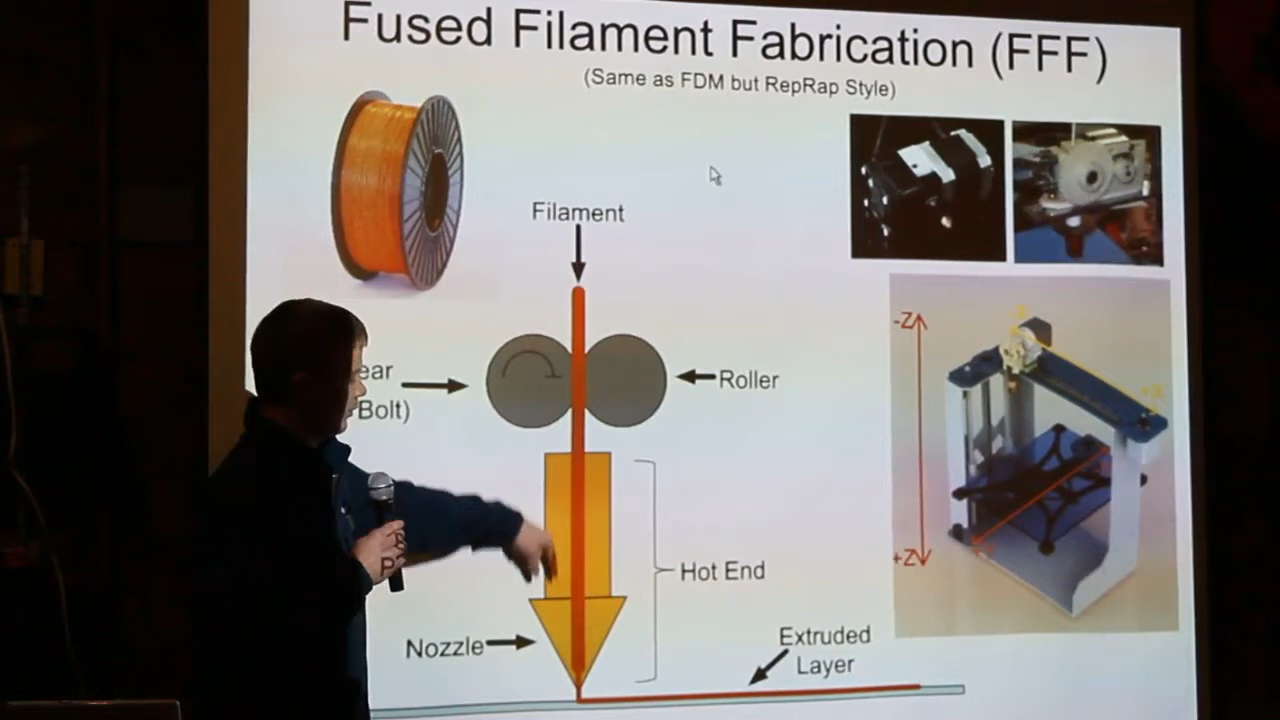 Fused Filament Fabrication (FFF)
(Same as FDM but RepRap Style)
Filament
ear
Bolt)
Roller
-Z
+X
Hot End
+Z
Nozzle
Extruded
Layer